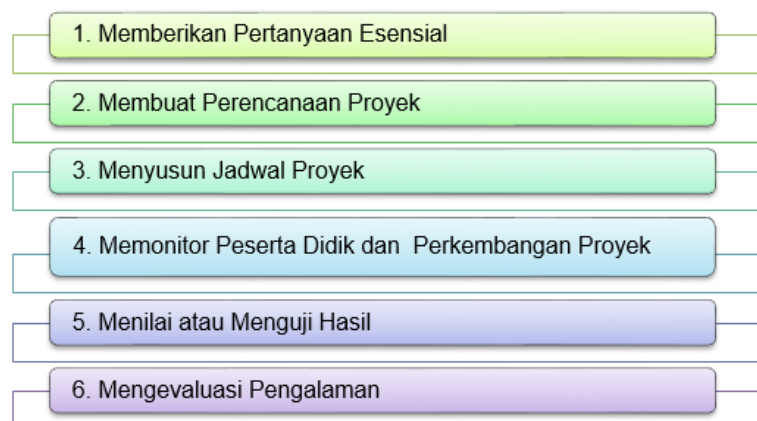 1. Memberikan Pertanyaan Esensial
2. Membuat Perencanaan Proyek
3. Menyusun Jadwal Proyek
4. Memonitor Peserta Didik dan Perkembangan Proyek
5. Menilai atau Menguji Hasil
6. Mengevaluasi Pengalaman